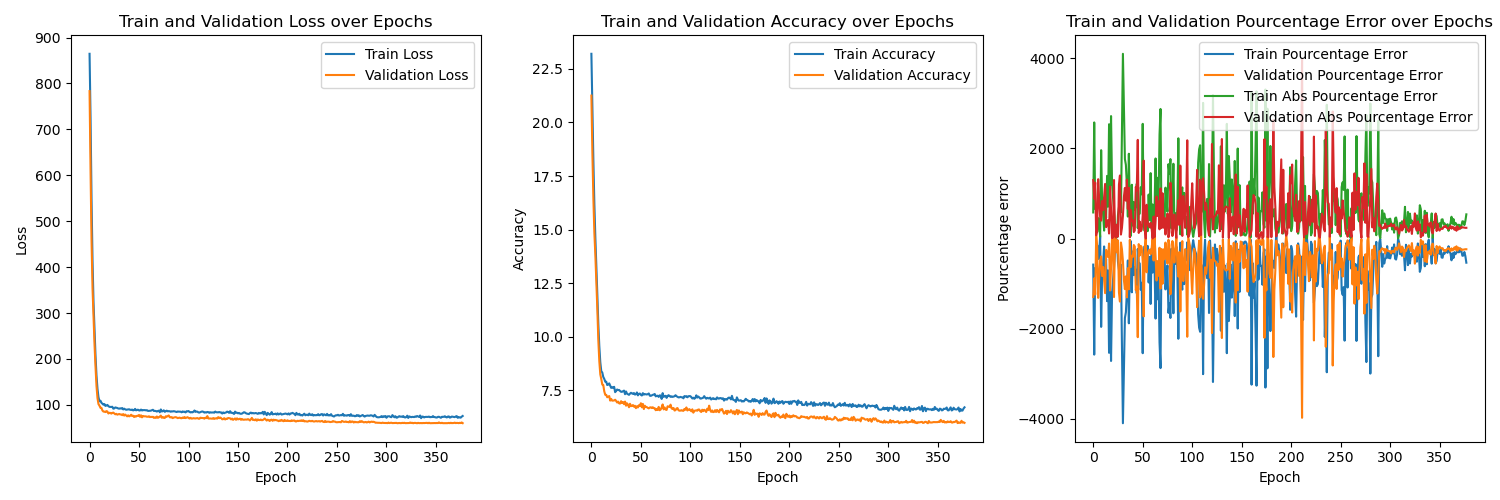 Train and Validation Loss over Epochs
Train Loss
Validation Loss
Loss
900
800
700
600
500
400
300
200
100
0 50 100 150 200 250 300 350
Epoch
Train and Validation Accuracy over Epochs
Train Accuracy
Validation Accuracy
Accuracy
22.5
20.0
17.5
15.0
12.5
10.0
7.5
0 50 100 150 200 250 300 350
Epoch
Train and Validation Pourcentage Error over Epochs
Train Pourcentage Error
Validation Pourcentage Error
Train Abs Pourcentage Error
Validation Abs Pourcentage Error
Pourcentage error
4000
2000
0
−2000
−4000
0 50 100 150 200 250 300 350
Epoch